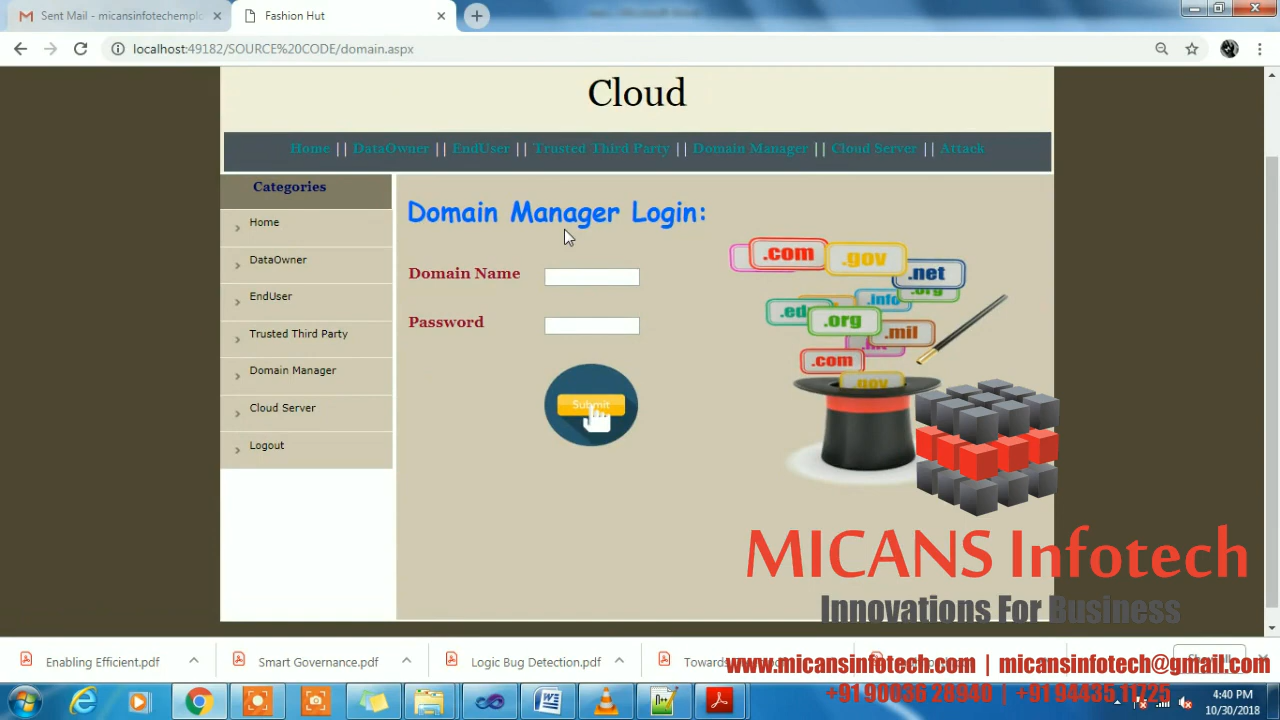 Sent Mail - micansinfotechemplo
Fashion Hut
localhost:49182/SOURCE%20CODE/domain.aspx
Cloud
Home || DataOwner || EndUser || Trusted Third Party || Domain Manager || Cloud Server || Attack
Categories
Home
DataOwner
EndUser
Trusted Third Party
Domain Manager
Cloud Server
Logout
Domain Manager Login:
Domain Name
Password
Submit
.com
.gov
.net
.org
.info
.ed
.org
.mil
.com
.gov
MICANS Infotech
Innovations For Business
Enabling Efficient.pdf
Smart Governance.pdf
Logic Bug Detection.pdf
www.micansinfotech.com | micansinfotech@gmail.com
+91 90036 28940 | +91 94435 11725
4:40 PM
10/30/2018